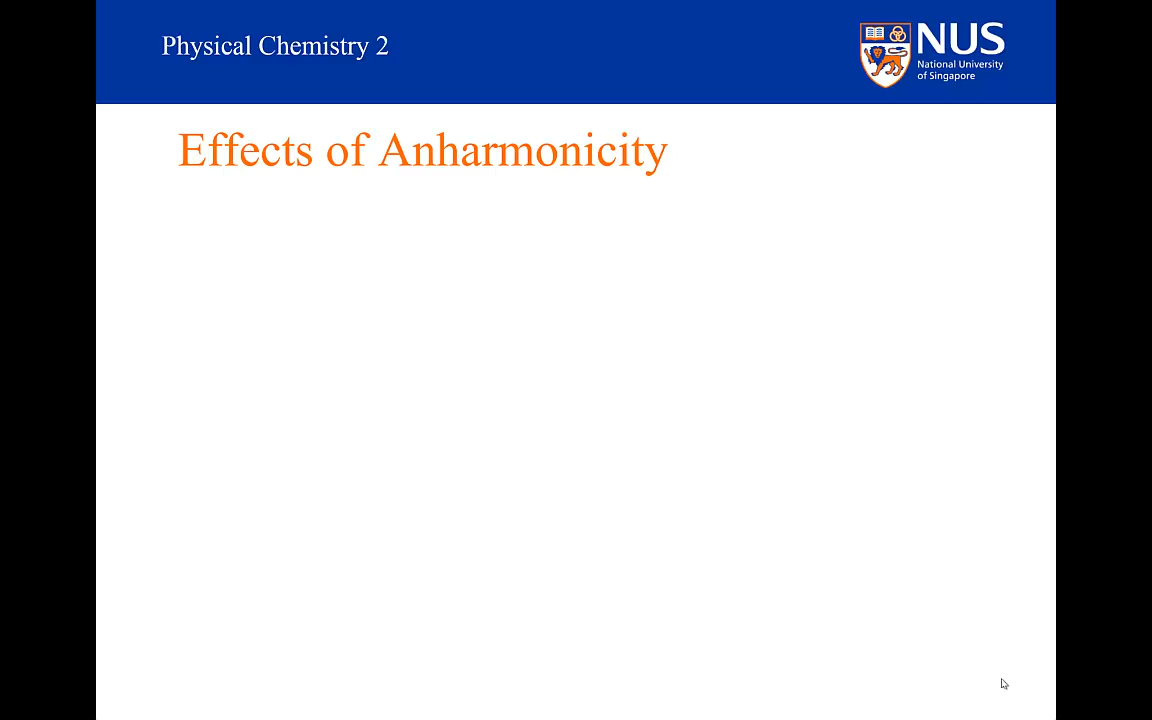 Physical Chemistry 2
NUS
National University
of Singapore
Effects of Anharmonicity